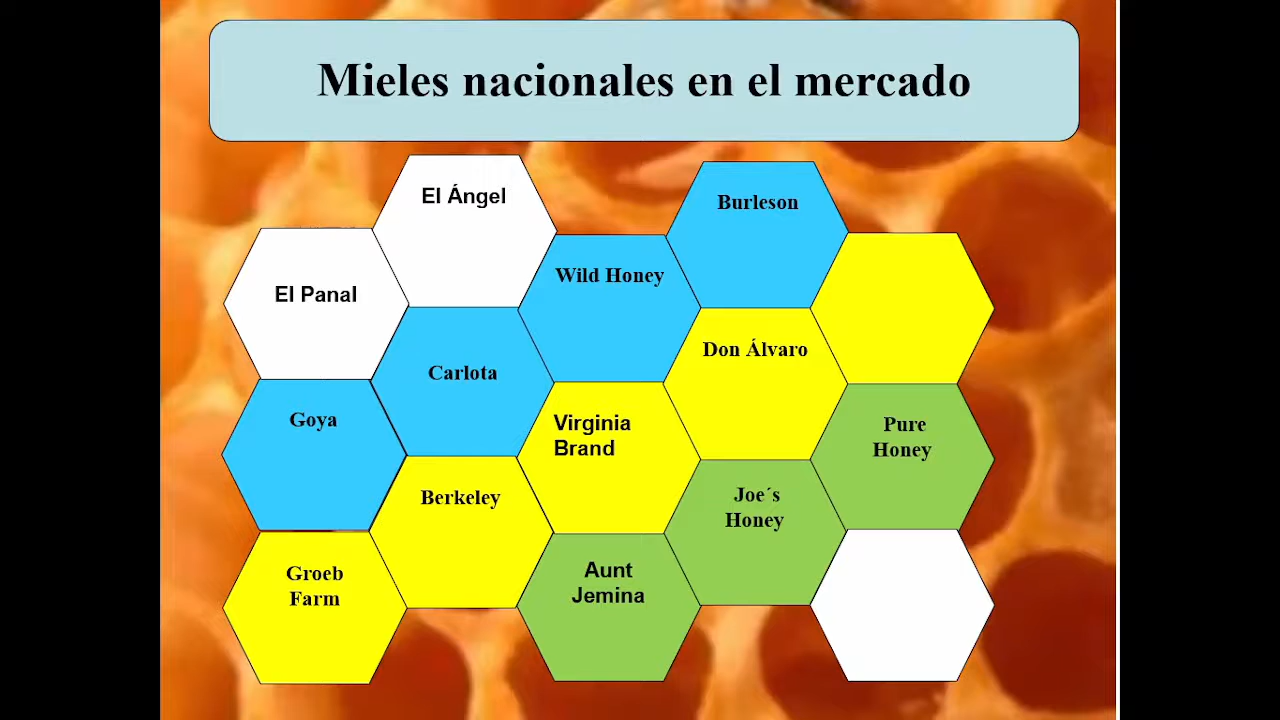 Mieles nacionales en el mercado
El Ángel
Burleson
Wild Honey
El Panal
Don Álvaro
Carlota
Goya
Virginia
Brand
Pure
Honey
Berkeley
Joe´s
Honey
Groeb
Farm
Aunt
Jemina